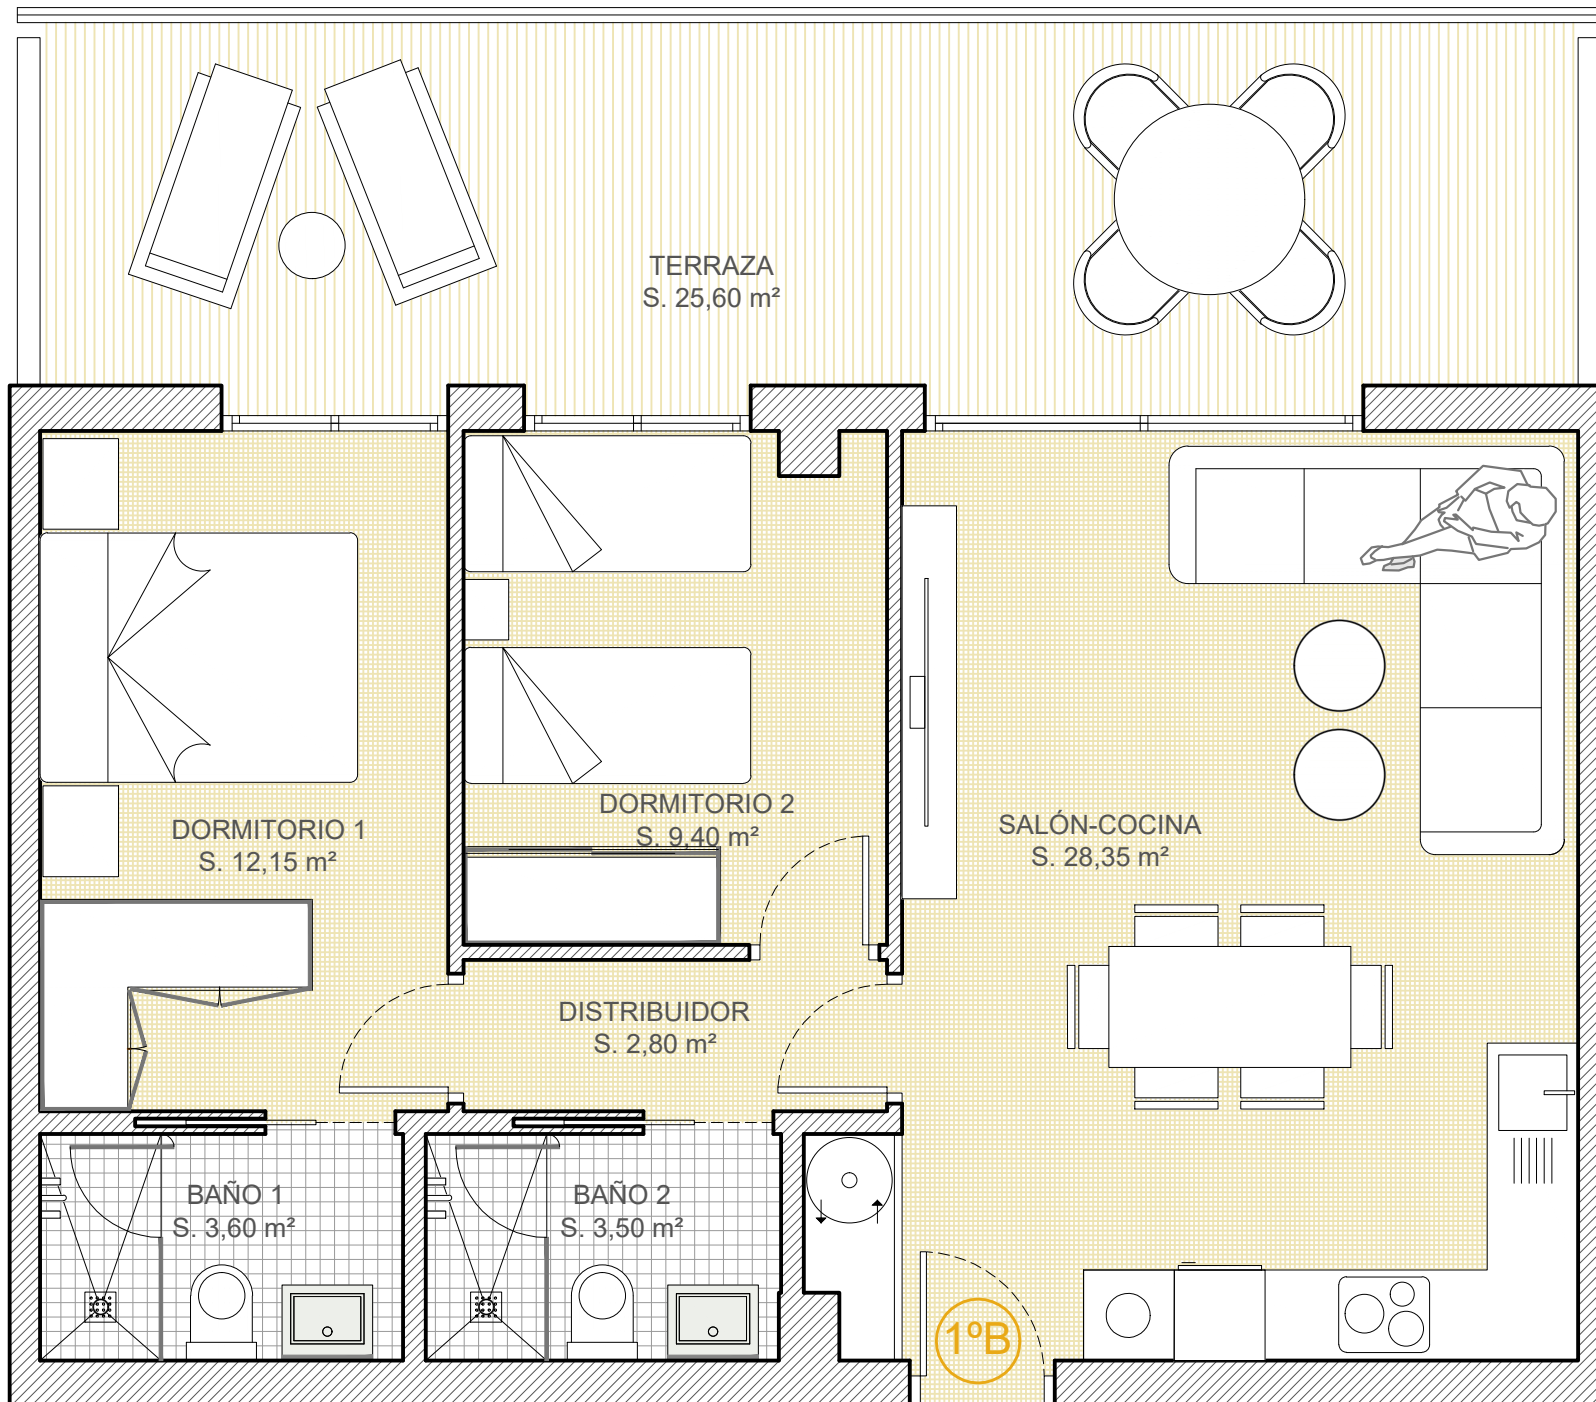 TERRAZA
S. 25,60 m²
DORMITORIO 1
S. 12,15 m²
DORMITORIO 2
S. 9,40 m²
SALÓN-COCINA
S. 28,35 m²
DISTRIBUIDOR
S. 2,80 m²
BAÑO 1
S. 3,60 m²
BAÑO 2
S. 3,50 m²
1ºB